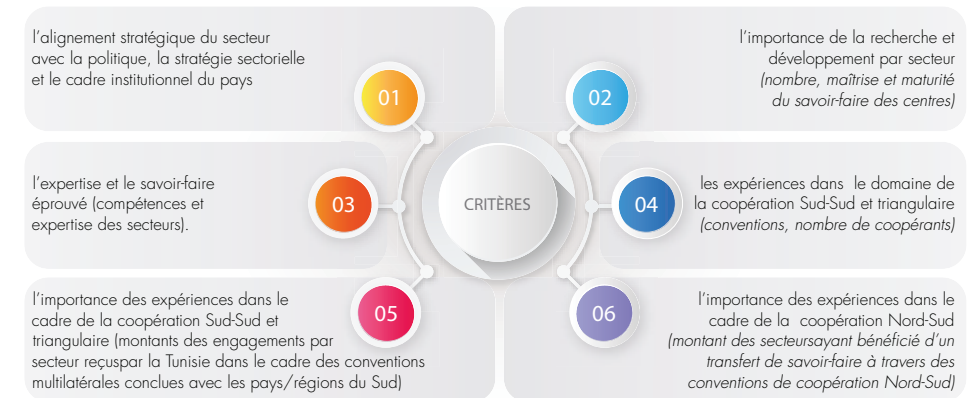 l'alignement stratégique du secteur
avec la politique, la stratégie sectorielle
et le cadre institutionnel du pays
01
02
l'importance de la recherche et
développement par secteur
(nombre, maîtrise et maturité
du savoir-faire des centres)
l'expertise et le savoir-faire
éprouvé (compétences et
expertise des secteurs).
03
CRITÈRES
04
les expériences dans le domaine de
la coopération Sud-Sud et triangulaire
(conventions, nombre de coopérants)
l'importance des expériences dans le
cadre de la coopération Sud-Sud et
triangulaire (montants des engagements par
secteur reçuspar la Tunisie dans le cadre des conventions
multilatérales conclues avec les pays/régions du Sud)
05
06
l'importance des expériences dans le
cadre de la coopération Nord-Sud
(montant des secteursayant bénéficié d'un
transfert de savoir-faire à travers des
conventions de coopération Nord-Sud)